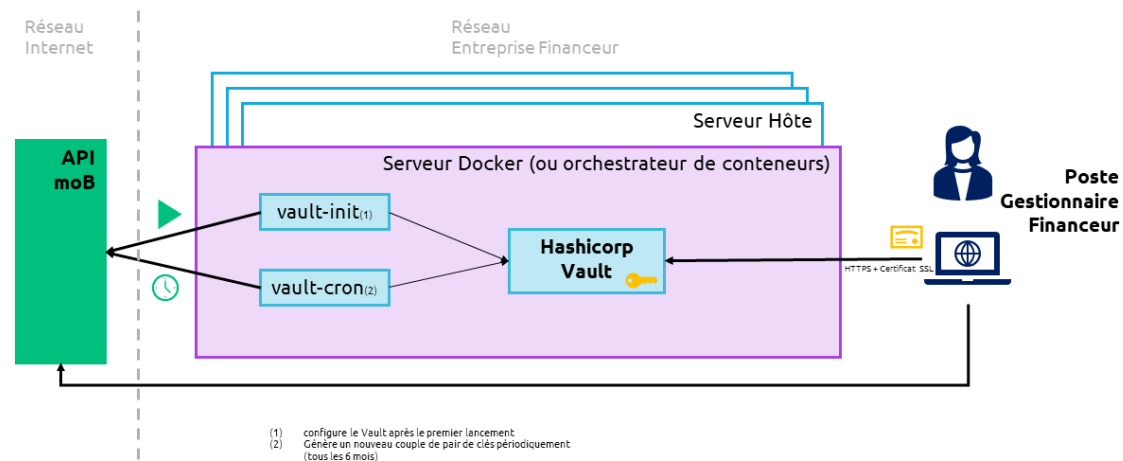 Réseau
Internet
Réseau
Entreprise Financeur
Serveur Hôte
API
moB
Serveur Docker (ou orchestrateur de conteneurs)
vault-init(1)
Hashicorp
Vault
vault-cron(2)
HTTPS + Certificat SSL
Poste
Gestionnaire
Financeur
(1) configure le Vault après le premier lancement
(2) Génère un nouveau couple de pair de clés périodiquement
(tous les 6 mois)